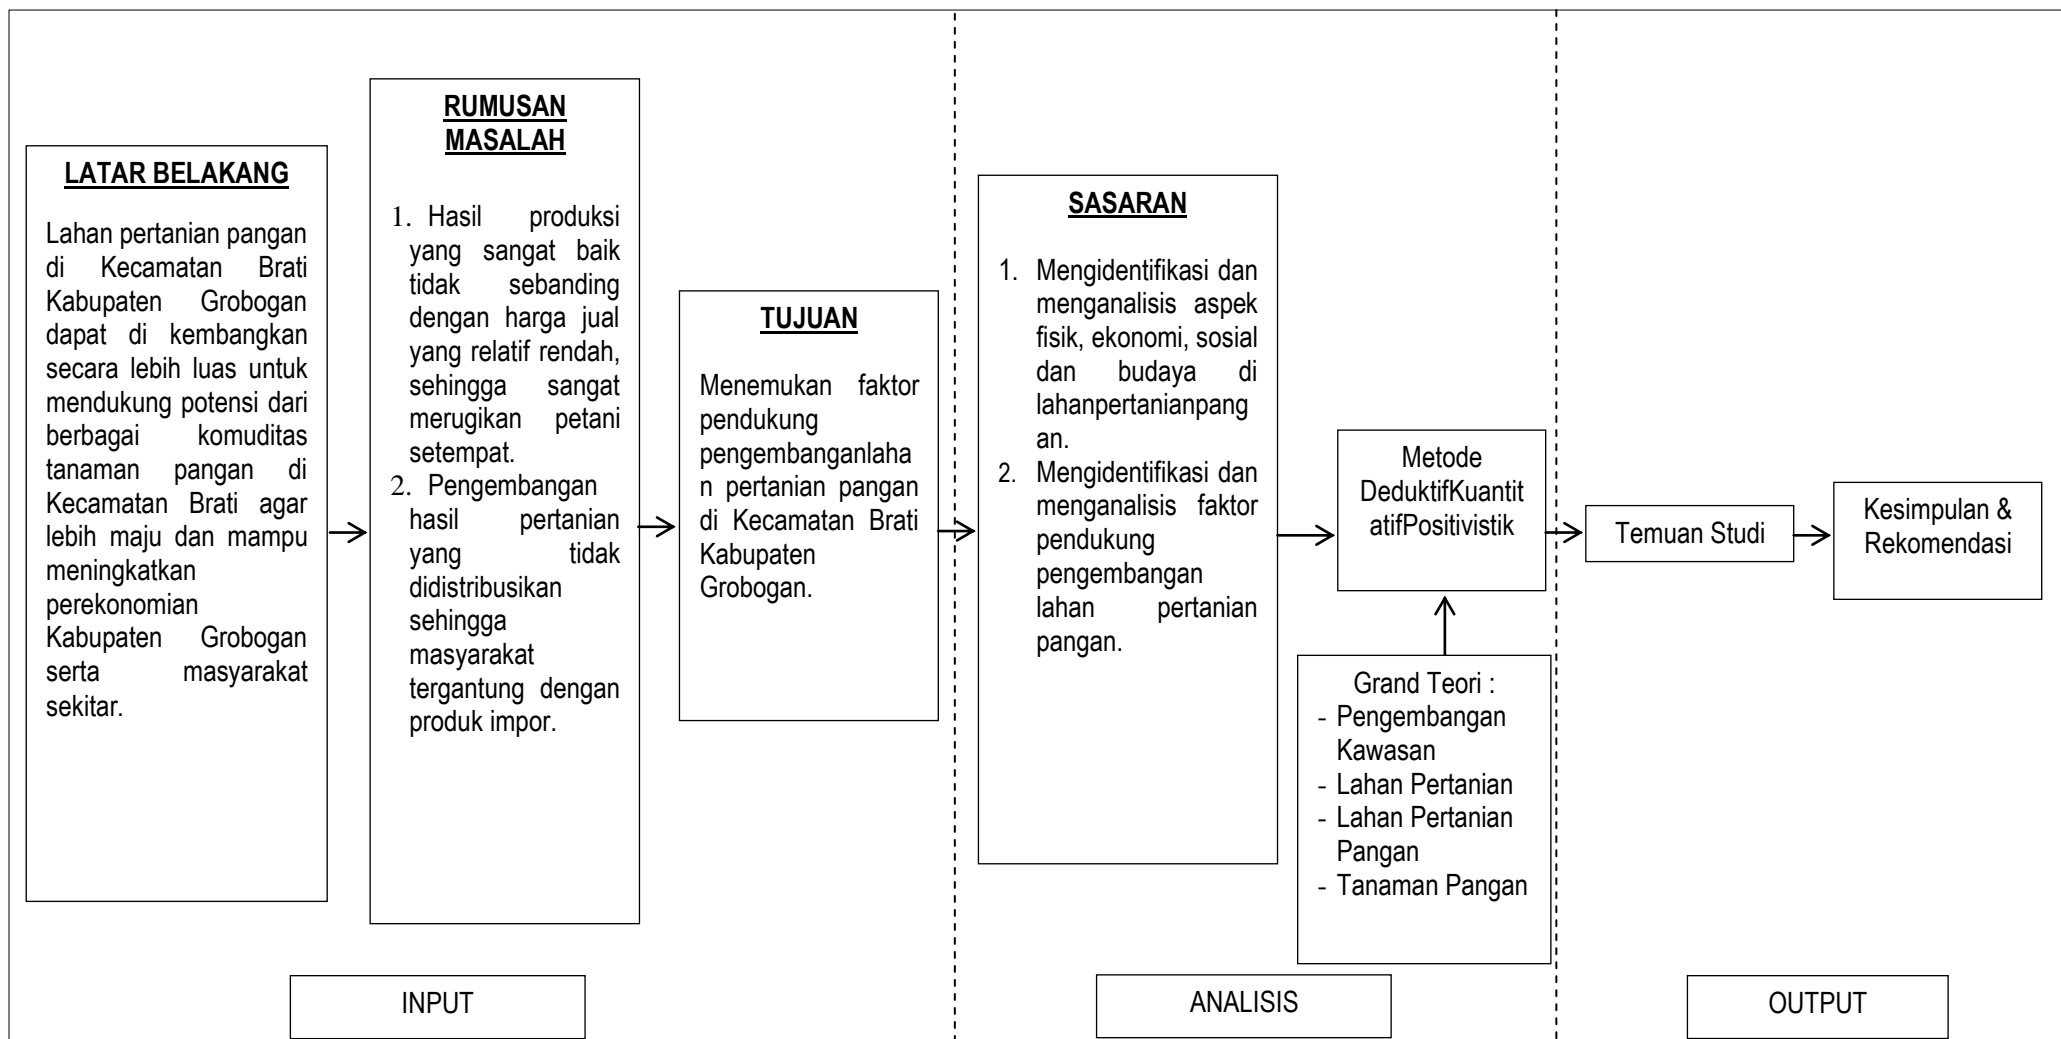 LATAR BELAKANG
Lahan pertanian pangan
di Kecamatan Brati
Kabupaten Grobogan
dapat di kembangkan
secara lebih luas untuk
mendukung potensi dari
berbagai komuditas
tanaman pangan di
Kecamatan Brati agar
lebih maju dan mampu
meningkatkan
perekonomian
Kabupaten Grobogan
serta masyarakat
sekitar.
RUMUSAN
MASALAH
1. Hasil produksi
yang sangat baik
tidak sebanding
dengan harga jual
yang relatif rendah,
sehingga sangat
merugikan petani
setempat.
2. Pengembangan
hasil pertanian
yang tidak
didistribusikan
sehingga
masyarakat
tergantung dengan
produk impor.
TUJUAN
Menemukan faktor
pendukung
pengembanganlaha
n pertanian pangan
di Kecamatan Brati
Kabupaten
Grobogan.
SASARAN
1. Mengidentifikasi dan
menganalisis aspek
fisik, ekonomi, sosial
dan budaya di
lahanpertanianpang
an.
2. Mengidentifikasi dan
menganalisis faktor
pendukung
pengembangan
lahan pertanian
pangan.
Metode
DeduktifKuantit
atifPositivistik
Grand Teori :
- Pengembangan
Kawasan
- Lahan Pertanian
- Lahan Pertanian
Pangan
- Tanaman Pangan
Temuan Studi
Kesimpulan &
Rekomendasi
INPUT
ANALISIS
OUTPUT